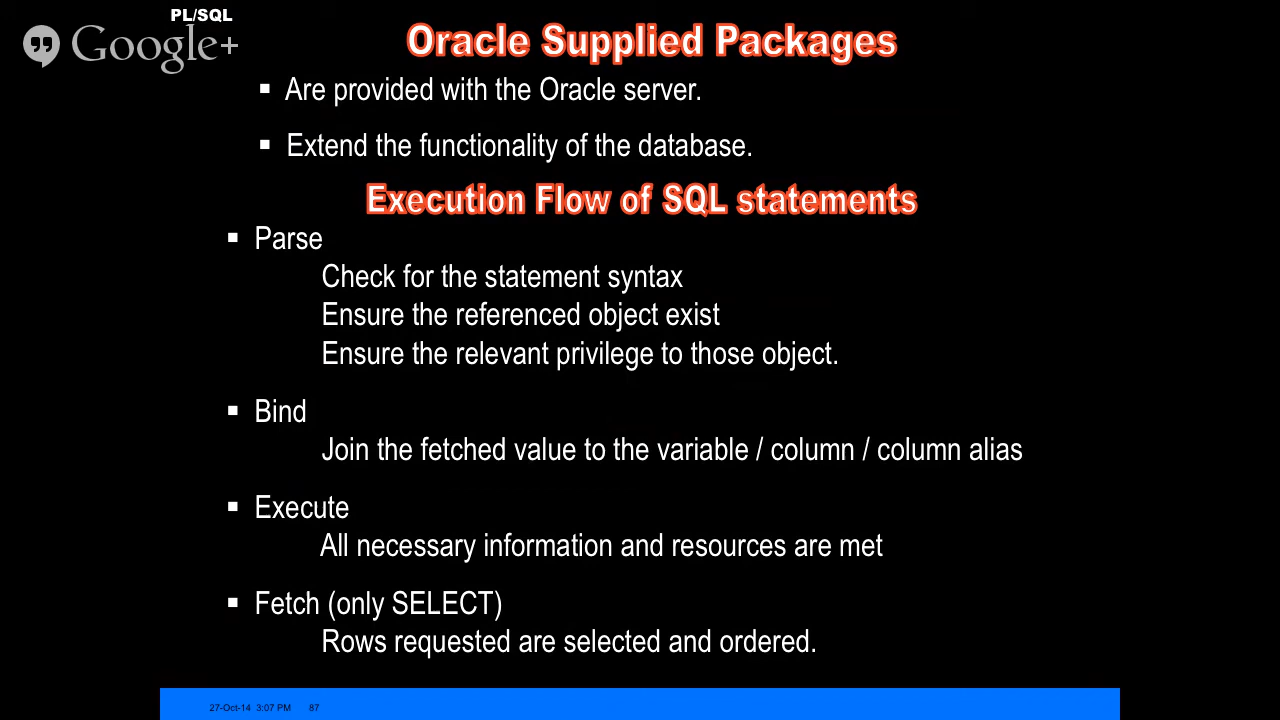 PL/SQL
Google+
Oracle Supplied Packages
▪ Are provided with the Oracle server.
▪ Extend the functionality of the database.
Execution Flow of SQL statements
▪ Parse
Check for the statement syntax
Ensure the referenced object exist
Ensure the relevant privilege to those object.
▪ Bind
Join the fetched value to the variable / column / column alias
▪ Execute
All necessary information and resources are met
▪ Fetch (only SELECT)
Rows requested are selected and ordered.
27-Oct-14 3:07 PM 87